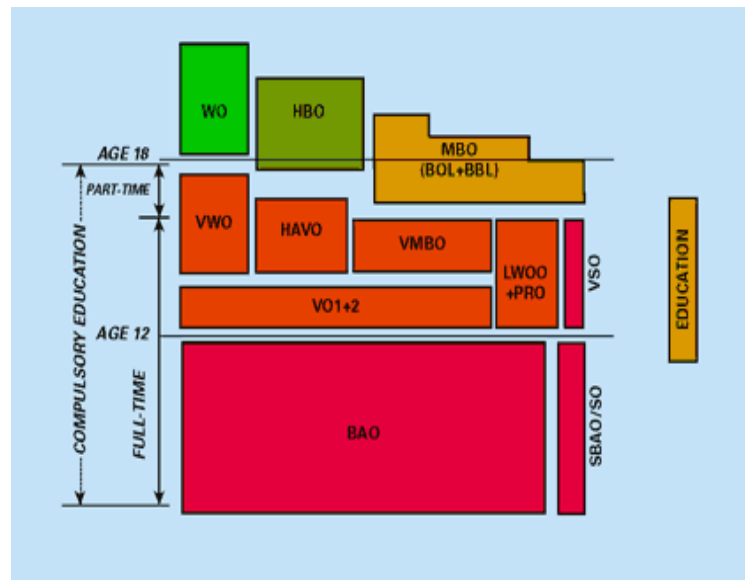 WO
HBO
MBO
(BOL+BBL)
AGE 18
PART-TIME
VWO
HAVO
VMBO
LWOO
+PRO
VSO
VO1+2
AGE 12
COMPULSORY EDUCATION
FULL-TIME
EDUCATION
BAO
SBAO/SO